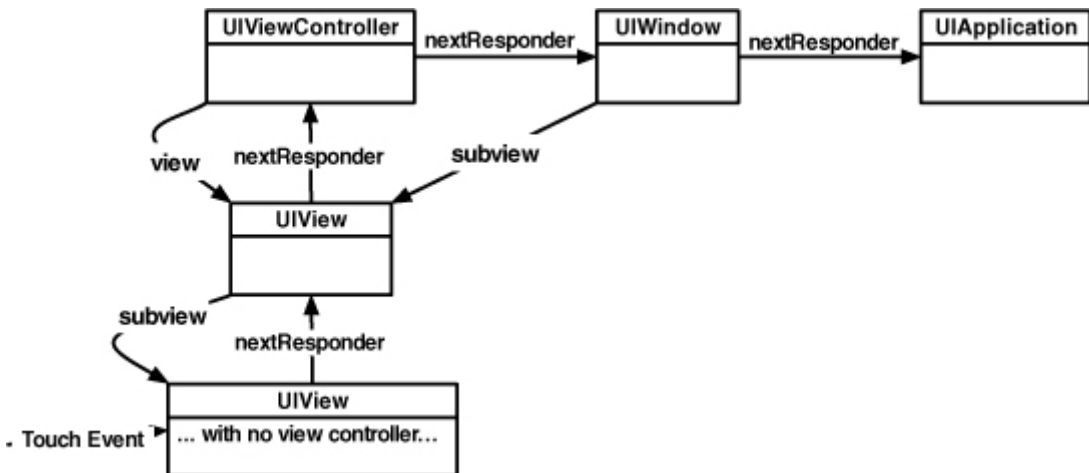 UIViewController
nextResponder
UIWindow
nextResponder
UIApplication
view
nextResponder
subview
UIView
subview
nextResponder
UIView
. Touch Event
... with no view controller...